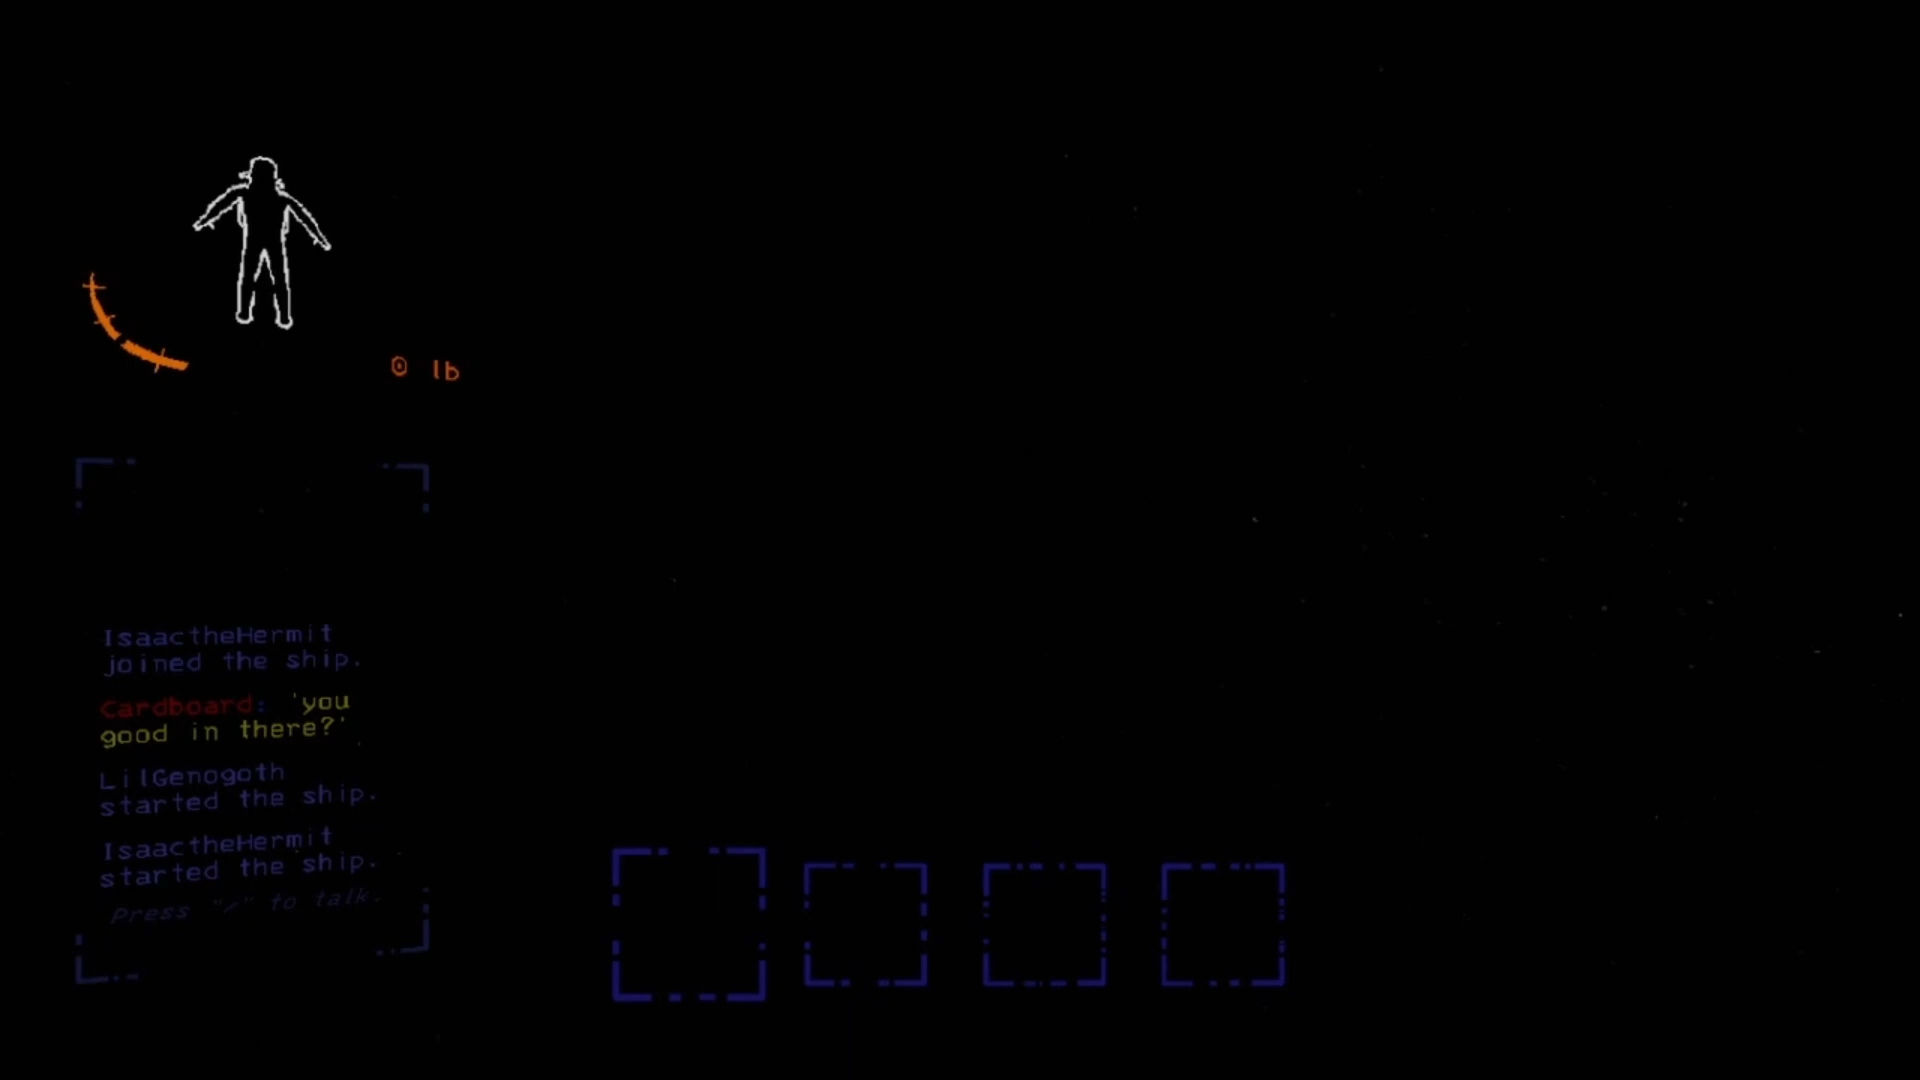 0 lb
IsaactheHermit
joined the ship.
Cardboard: 'you
good in there?'
LilGenogoth
started the ship.
IsaactheHermit
started the ship.
Press "/" to talk.